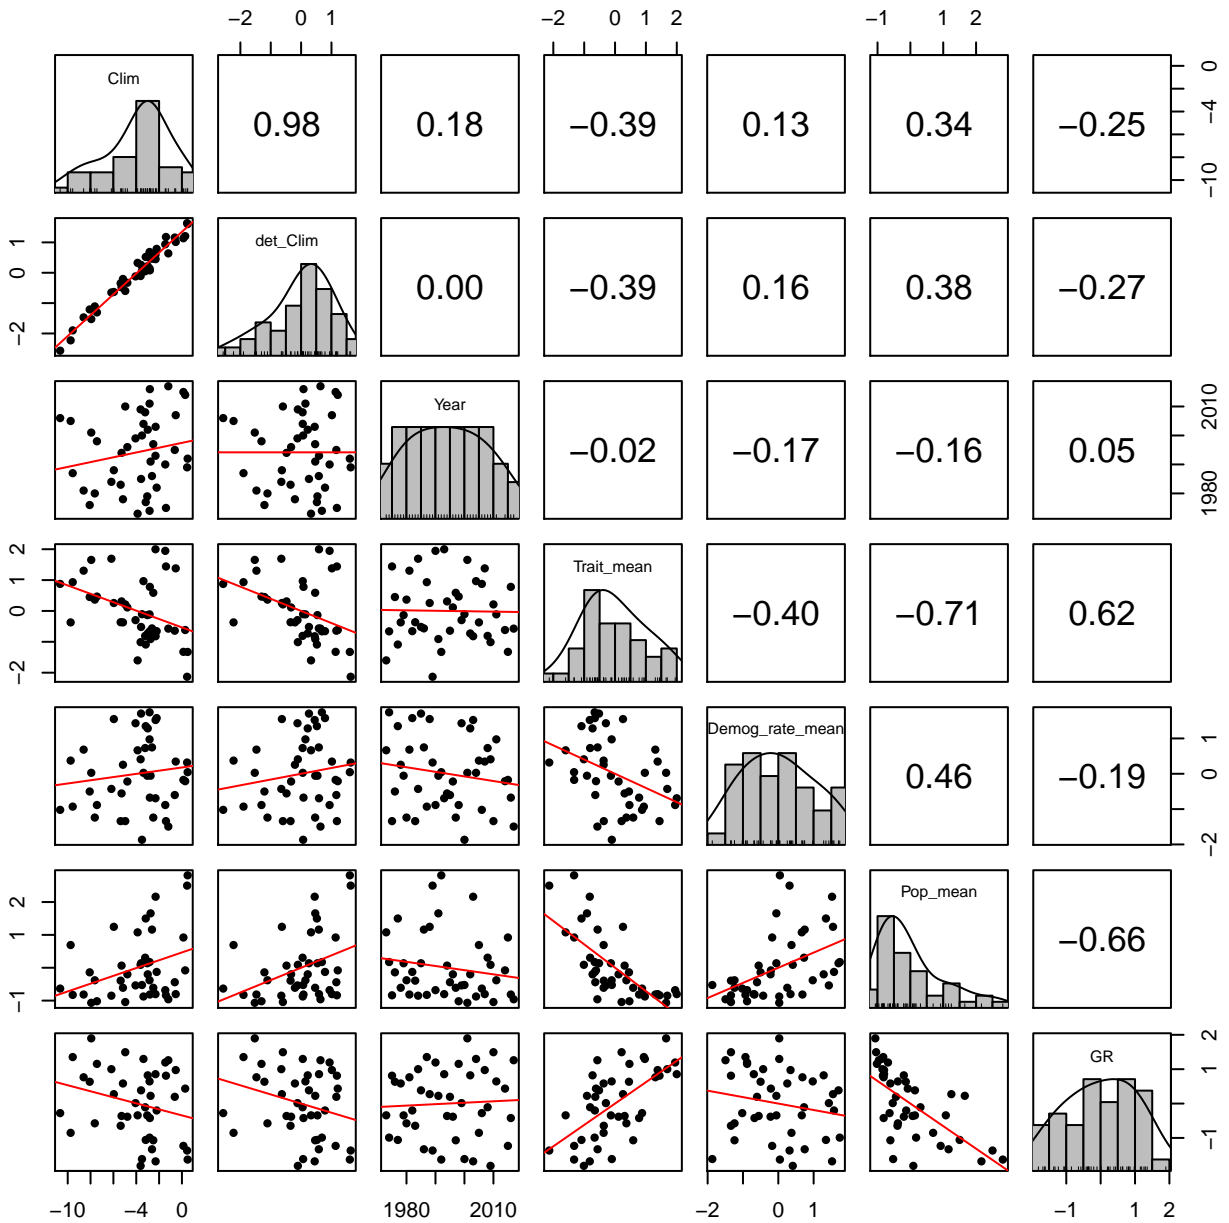 −2 0 1 −2 0 1 2 −1 1 2
Clim 0.98 0.18 −0.39 0.13 0.34 −0.25 −10 −4 0
−2 0 1 det_Clim 0.00 −0.39 0.16 0.38 −0.27
Year −0.02 −0.17 −0.16 0.05 1980 2010
−2 0 1 2 Trait_mean −0.40 −0.71 0.62
Demog_rate_mean 0.46 −0.19 −2 0 1
−1 1 2 Pop_mean −0.66
GR −1 1 2
−10 −4 0 1980 2010 −2 0 1 −1 1 2